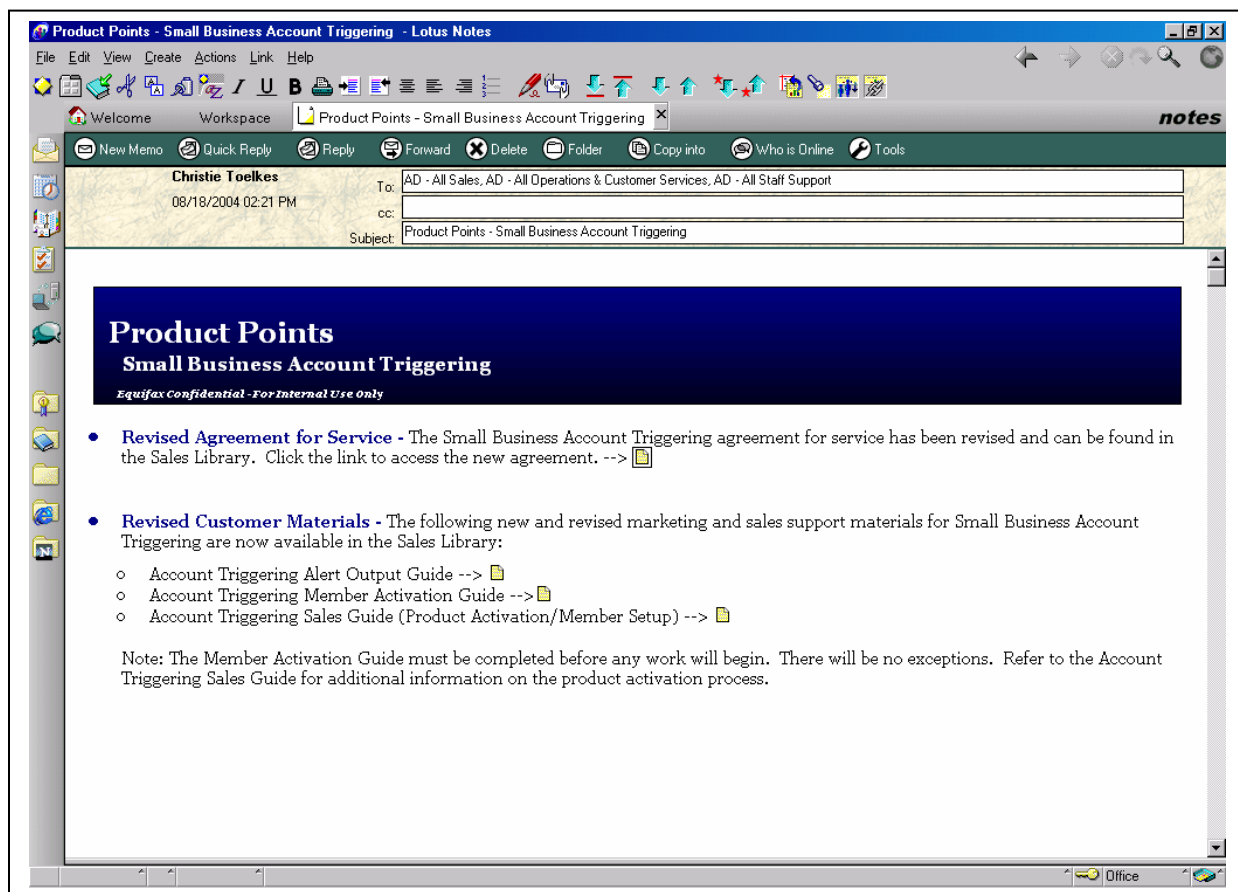 Product Points - Small Business Account Triggering - Lotus Notes
File Edit View Create Actions Link Help
Welcome Workspace Product Points - Small Business Account Triggering notes
New Memo Quick Reply Reply Forward Delete Folder Copy into Who is Online Tools
Christie Toelkes
To: AD - All Sales, AD - All Operations & Customer Services, AD - All Staff Support
08/18/2004 02:21 PM
cc:
Subject: Product Points - Small Business Account Triggering
Product Points
Small Business Account Triggering
Equifax Confidential - For Internal Use Only
• Revised Agreement for Service - The Small Business Account Triggering agreement for service has been revised and can be found in
the Sales Library. Click the link to access the new agreement. -->
• Revised Customer Materials - The following new and revised marketing and sales support materials for Small Business Account
Triggering are now available in the Sales Library:
○ Account Triggering Alert Output Guide -->
○ Account Triggering Member Activation Guide -->
○ Account Triggering Sales Guide (Product Activation/Member Setup) -->
Note: The Member Activation Guide must be completed before any work will begin. There will be no exceptions. Refer to the Account
Triggering Sales Guide for additional information on the product activation process.
Office